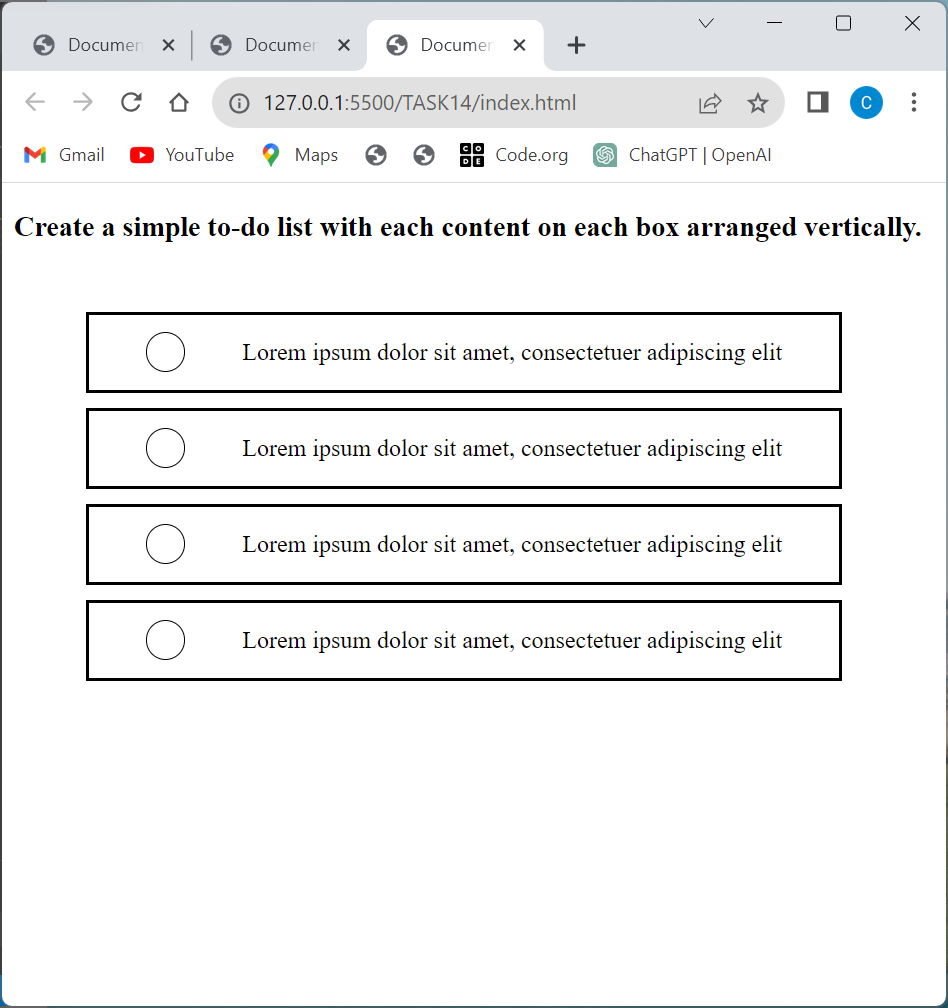 Documen Documen Documen
127.0.0.1:5500/TASK14/index.html C
Gmail YouTube Maps CODE Code.org ChatGPT | OpenAI
Create a simple to-do list with each content on each box arranged vertically.
Lorem ipsum dolor sit amet, consectetuer adipiscing elit
Lorem ipsum dolor sit amet, consectetuer adipiscing elit
Lorem ipsum dolor sit amet, consectetuer adipiscing elit
Lorem ipsum dolor sit amet, consectetuer adipiscing elit